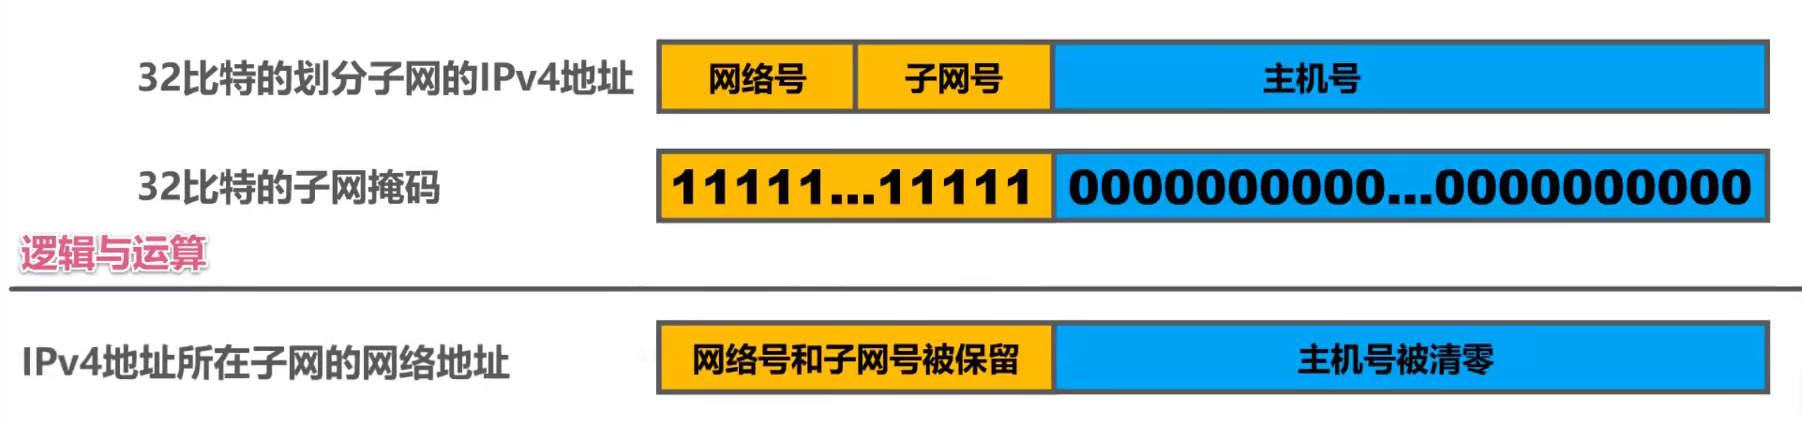 32比特的划分子网的IPv4地址 网络号 子网号 主机号
32比特的子网掩码 11111...11111 0000000000...0000000000
逻辑与运算
IPv4地址所在子网的网络地址 网络号和子网号被保留 主机号被清零